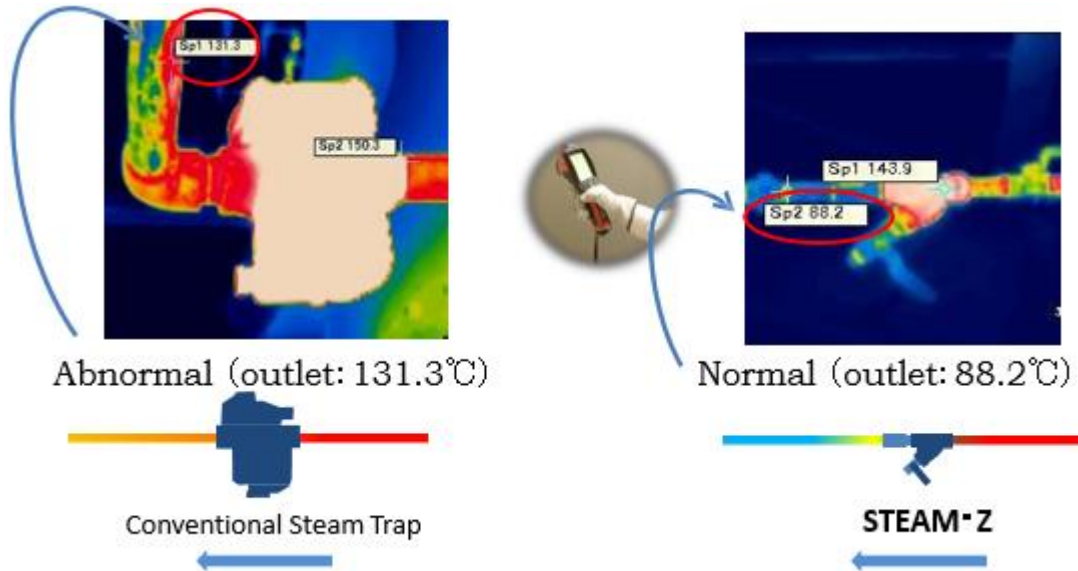 Sp1 131.3
Sp2 150.3
Sp1 143.9
Sp2 88.2
3
Abnormal (outlet: 131.3℃)
Normal (outlet: 88.2℃)
Conventional Steam Trap
STEAM▪Z